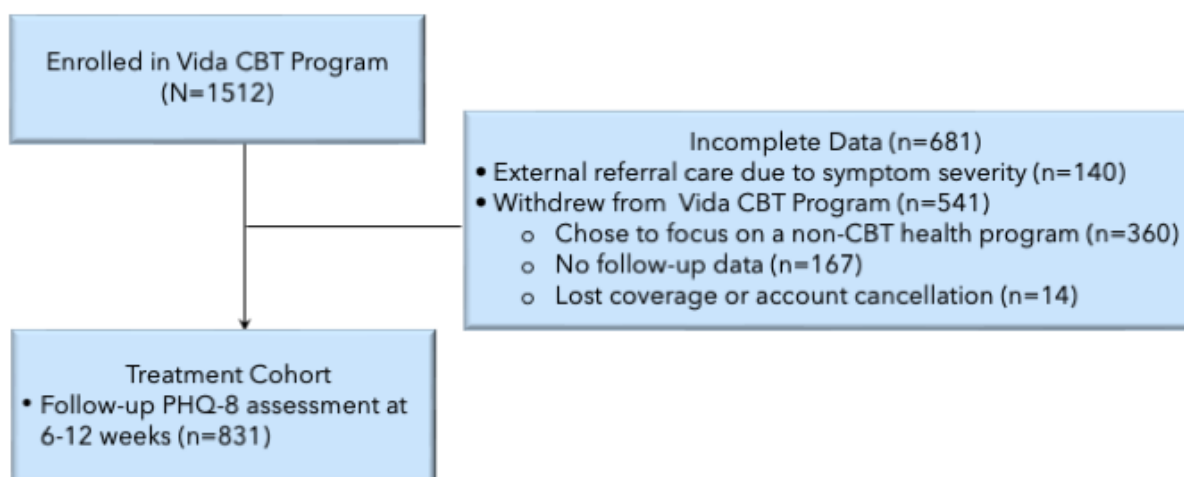 Enrolled in Vida CBT Program
(N=1512)
Incomplete Data (n=681)
• External referral care due to symptom severity (n=140)
• Withdrew from Vida CBT Program (n=541)
o Chose to focus on a non-CBT health program (n=360)
o No follow-up data (n=167)
o Lost coverage or account cancellation (n=14)
Treatment Cohort
• Follow-up PHQ-8 assessment at
6-12 weeks (n=831)